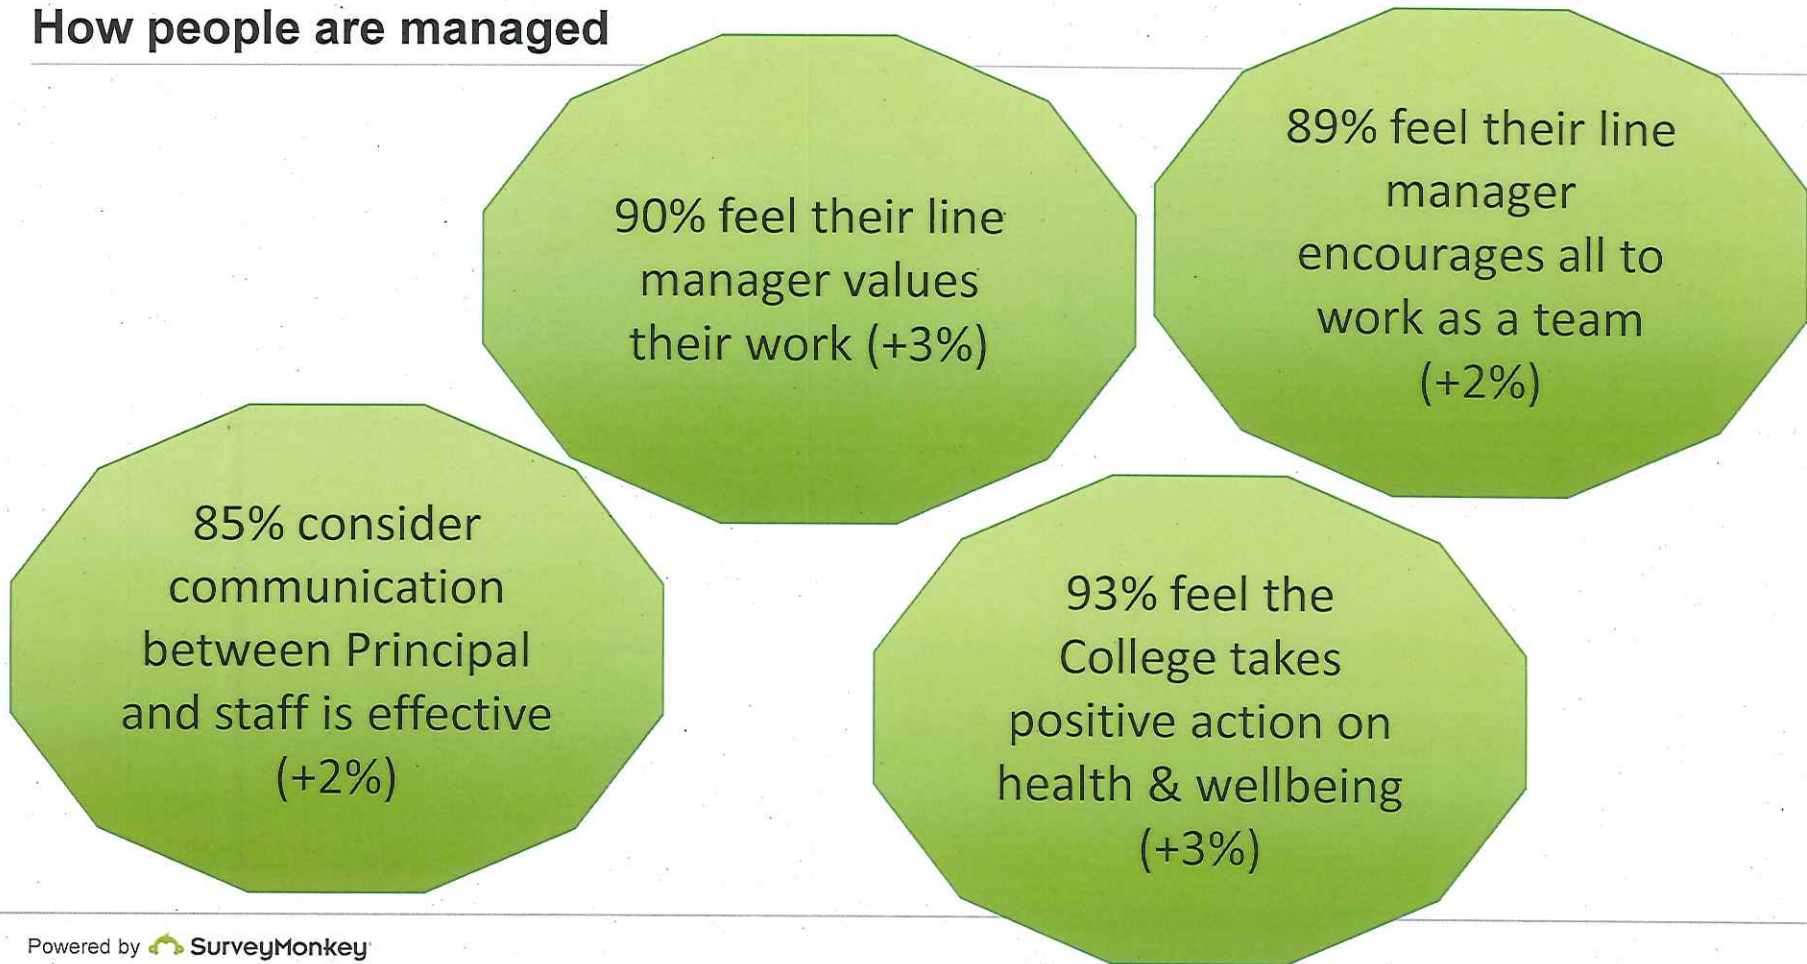 How people are managed
90% feel their line
manager values
their work (+3%)
89% feel their line
manager
encourages all to
work as a team
(+2%)
85% consider
communication
between Principal
and staff is effective
(+2%)
93% feel the
College takes
positive action on
health & wellbeing
(+3%)
Powered by SurveyMonkey